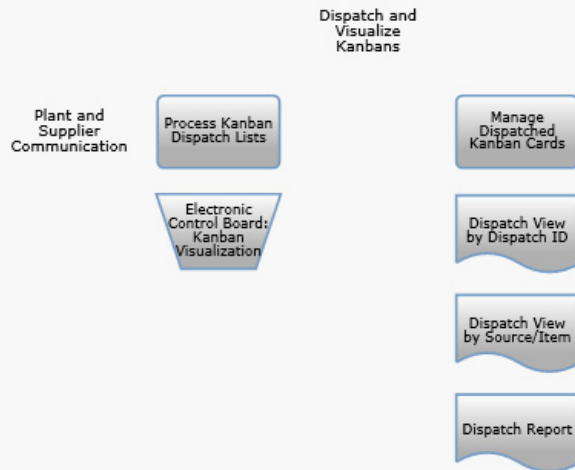 Dispatch and
Visualize
Kanbans
Plant and
Supplier
Communication
Process Kanban
Dispatch Lists
Manage
Dispatched
Kanban Cards
Electronic
Control Board:
Kanban
Visualization
Dispatch View
by Dispatch ID
Dispatch View
by Source/Item
Dispatch Report